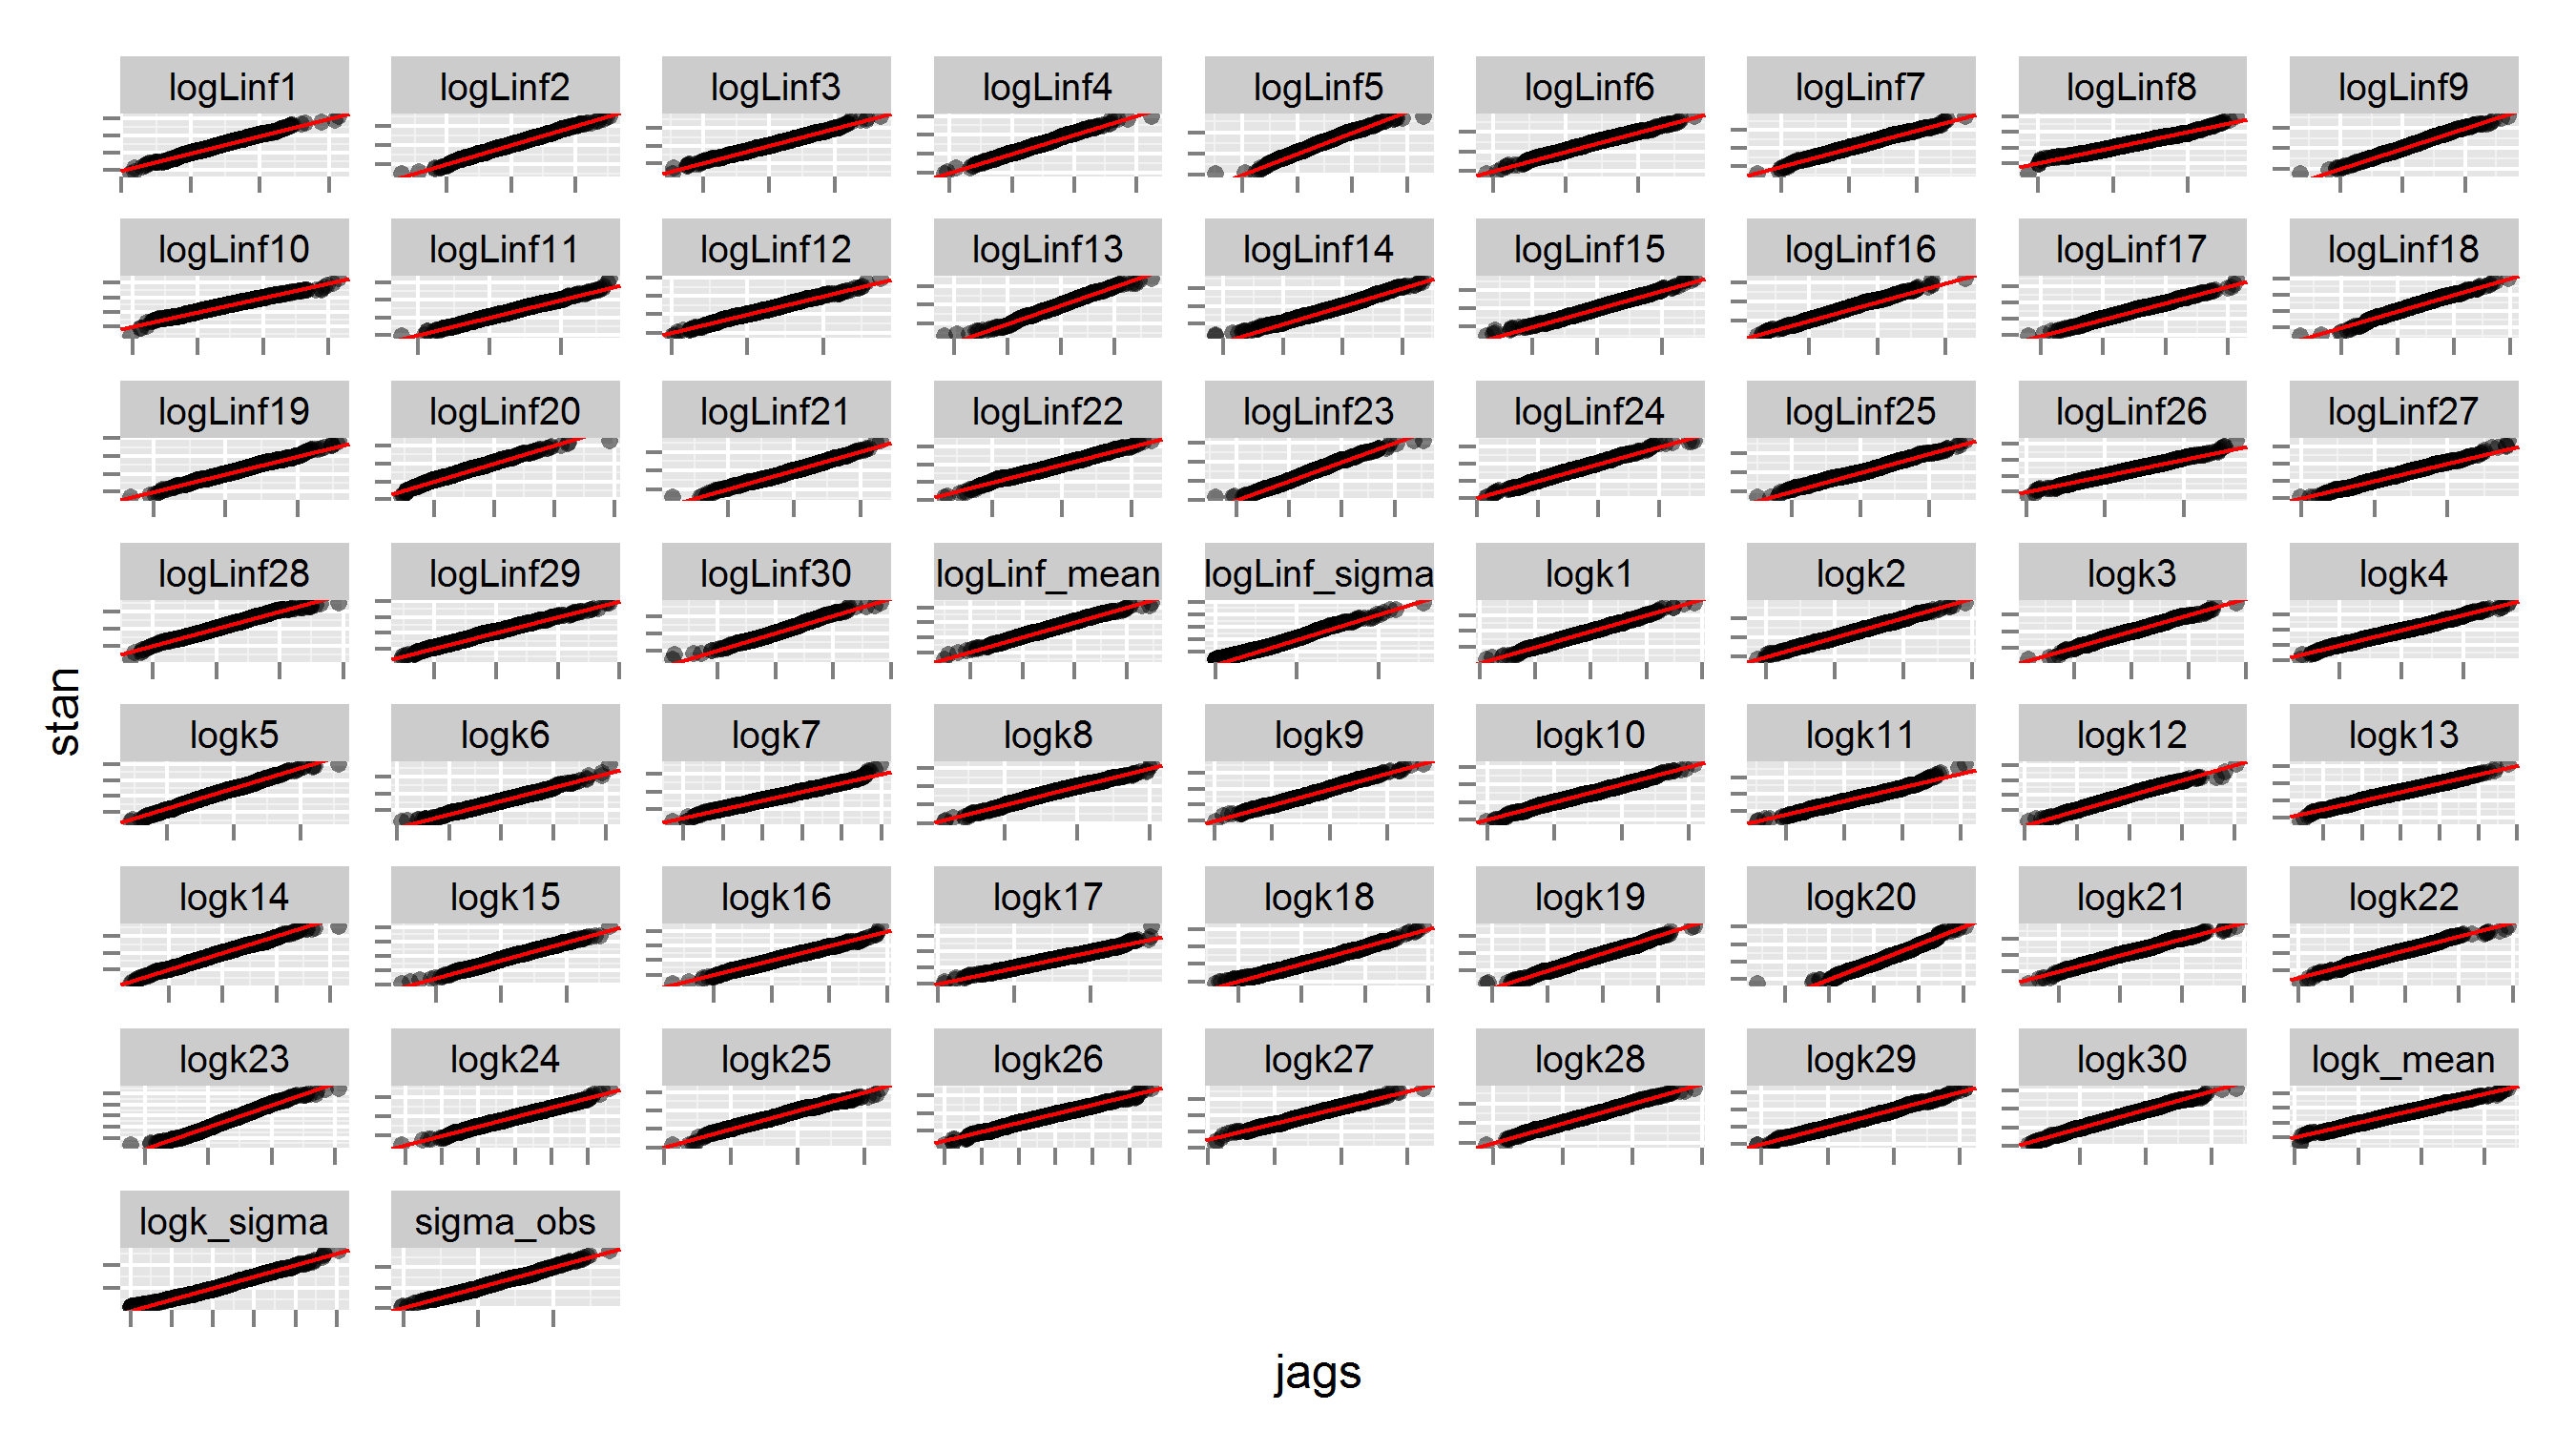 logLinf1 logLinf2 logLinf3 logLinf4 logLinf5 logLinf6 logLinf7 logLinf8 logLinf9
logLinf10 logLinf11 logLinf12 logLinf13 logLinf14 logLinf15 logLinf16 logLinf17 logLinf18
logLinf19 logLinf20 logLinf21 logLinf22 logLinf23 logLinf24 logLinf25 logLinf26 logLinf27
logLinf28 logLinf29 logLinf30 logLinf_mean logLinf_sigma logk1 logk2 logk3 logk4
stan
logk5 logk6 logk7 logk8 logk9 logk10 logk11 logk12 logk13
logk14 logk15 logk16 logk17 logk18 logk19 logk20 logk21 logk22
logk23 logk24 logk25 logk26 logk27 logk28 logk29 logk30 logk_mean
logk_sigma sigma_obs
jags